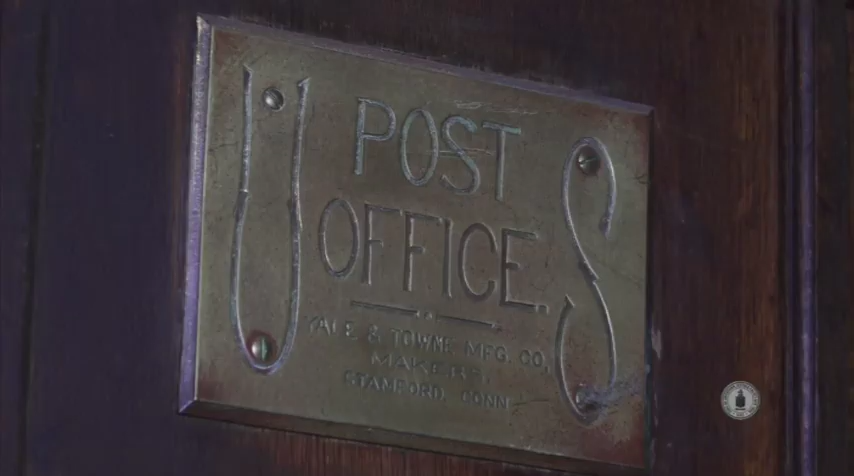 U POST S
OFFICE.
YALE & TOWNE MFG. CO.,
MAKERS,
STAMFORD, CONN.